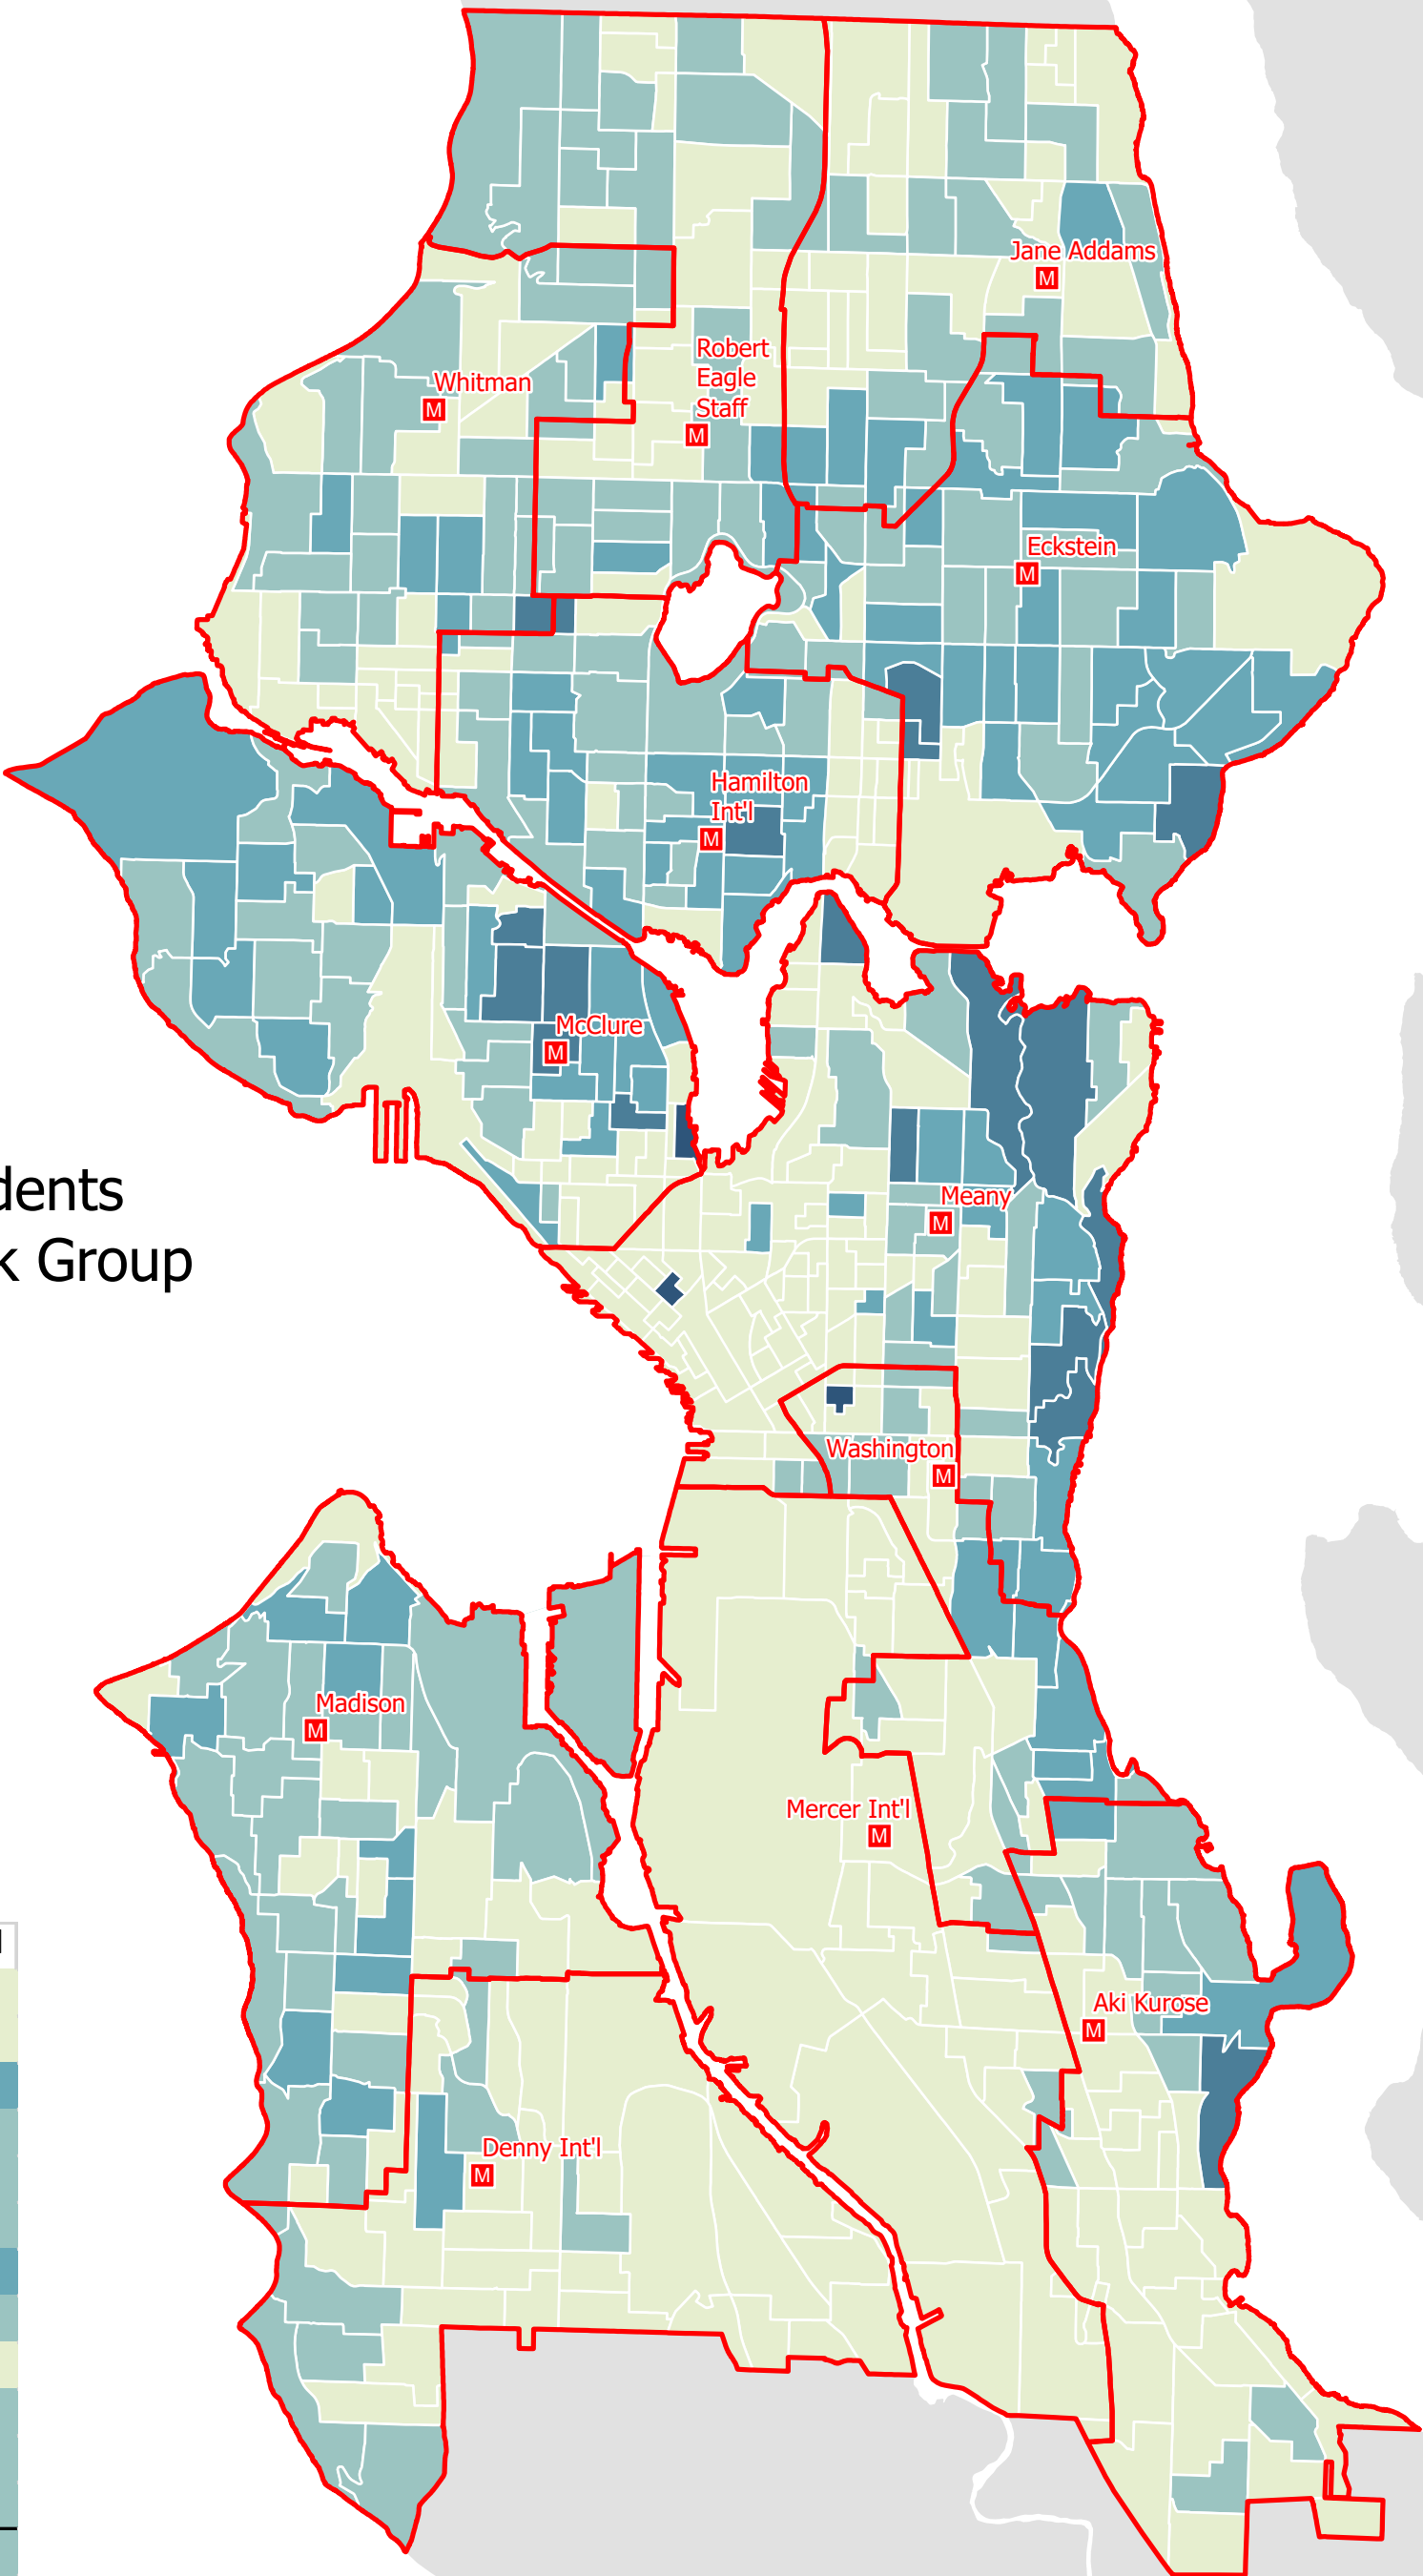 Jane Addams
M
Robert
Eagle
Staff
M
Whitman
M
Eckstein
M
Hamilton
Int'l
M
McClure
M
dents
k Group
Meany
M
Washington
M
Madison
M
Mercer Int'l
M
Aki Kurose
M
Denny Int'l
M